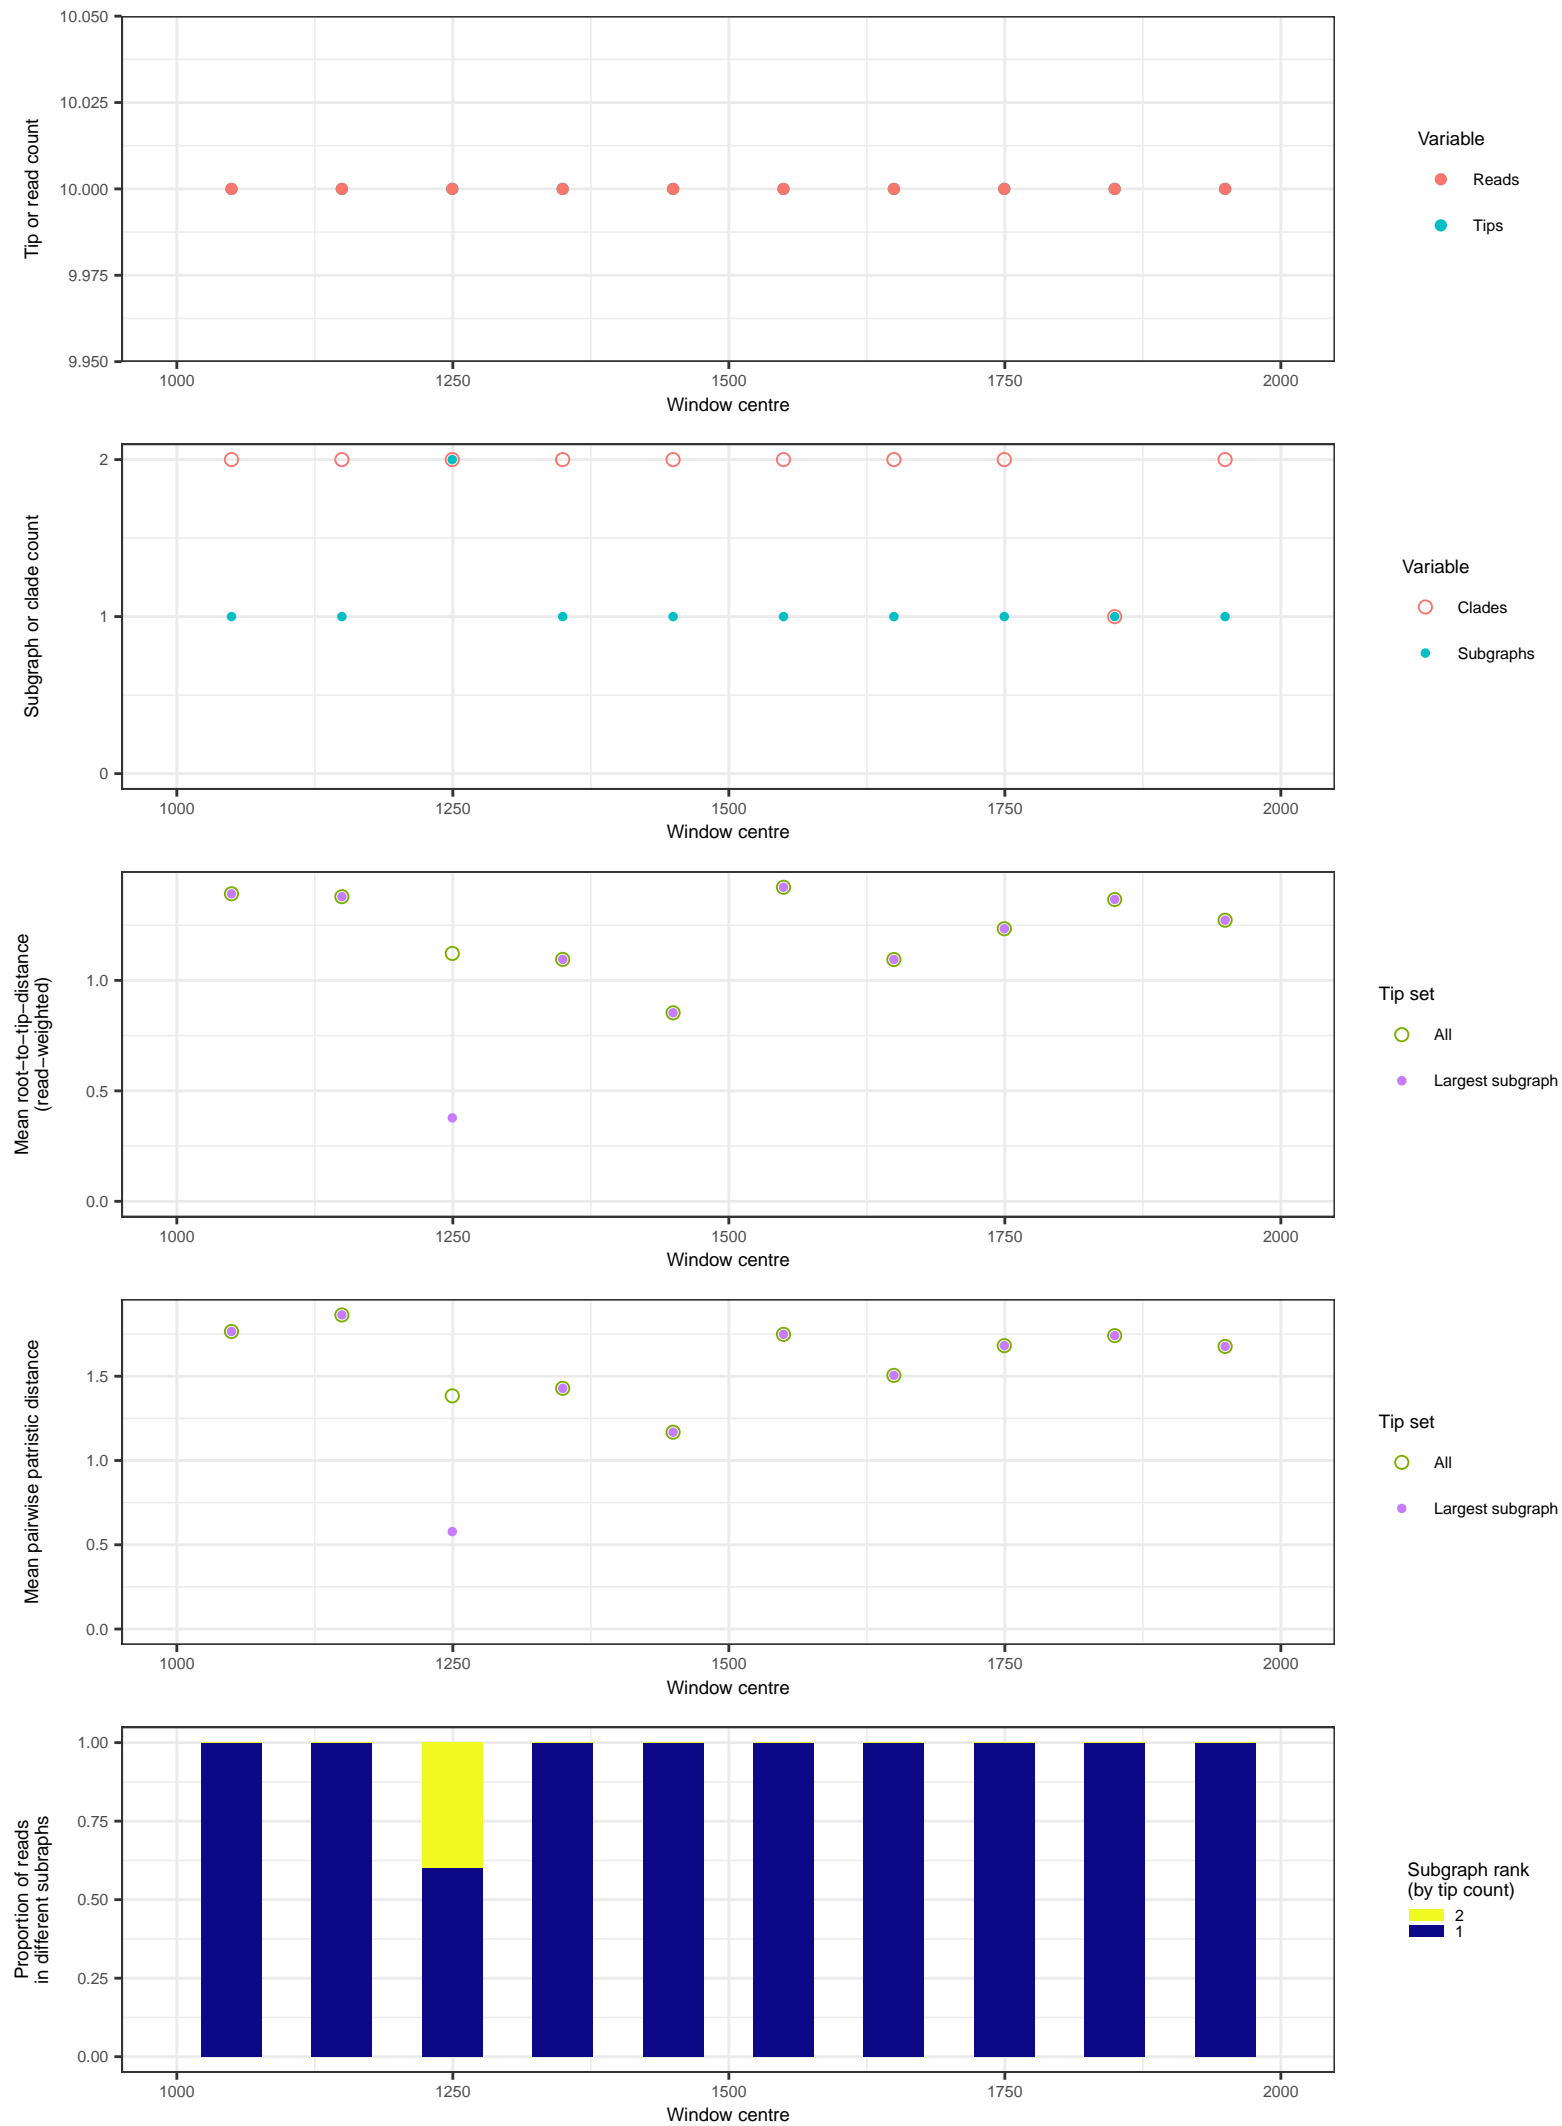 10.050
10.025
10.000
9.975
9.950
Tip or read count
1000
1250
1500
1750
2000
Window centre
Variable
Reads
Tips
2
1
0
Subgraph or clade count
1000
1250
1500
1750
2000
Window centre
Variable
Clades
Subgraphs
1.0
0.5
0.0
Mean root−to−tip−distance
(read−weighted)
1000
1250
1500
1750
2000
Window centre
Tip set
All
Largest subgraph
1.5
1.0
0.5
0.0
Mean pairwise patristic distance
1000
1250
1500
1750
2000
Window centre
Tip set
All
Largest subgraph
1.00
0.75
0.50
0.25
0.00
Proportion of reads
in different subraphs
1000
1250
1500
1750
2000
Window centre
Subgraph rank
(by tip count)
2
1